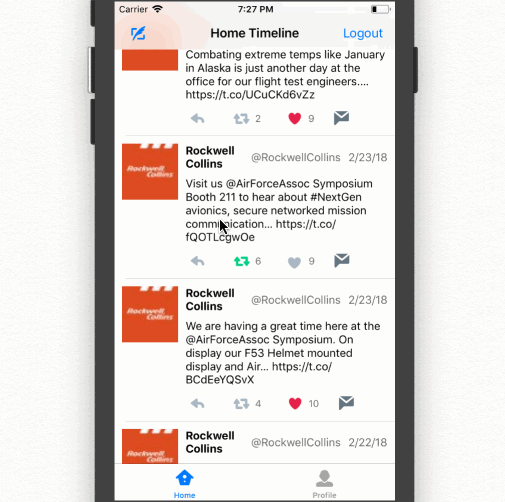 Carrier 7:27 PM
Home Timeline Logout
Combating extreme temps like January
in Alaska is just another day at the
office for our flight test engineers....
https://t.co/UCuCKd6vZz
2 9
Rockwell
Collins
Rockwell
Collins
@RockwellCollins 2/23/18
Visit us @AirForceAssoc Symposium
Booth 211 to hear about #NextGen
avionics, secure networked mission
communication... https://t.co/
fQOTLcgwOe
6 9
Rockwell
Collins
Rockwell
Collins
@RockwellCollins 2/23/18
We are having a great time here at the
@AirForceAssoc Symposium. On
display our F53 Helmet mounted
display and Air... https://t.co/
BCdEeYQSvX
4 10
Rockwell
Collins
Rockwell
Collins
@RockwellCollins 2/22/18
Home Profile